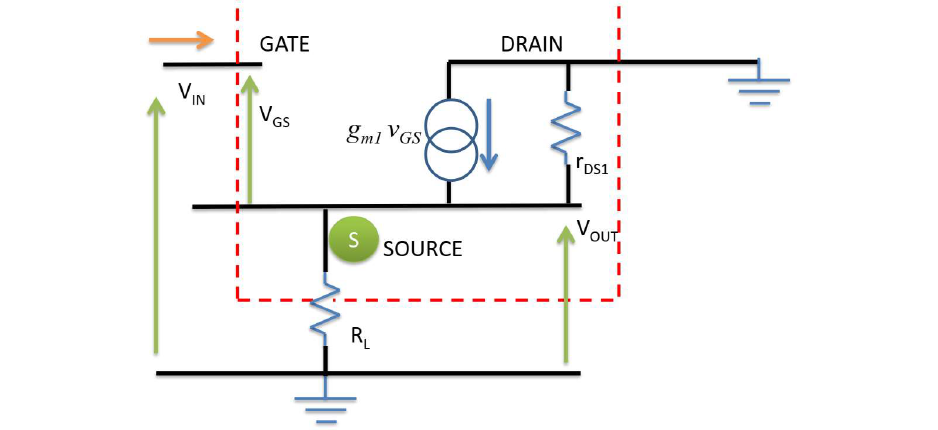 GATE
DRAIN
V_IN
V_GS
g_m1 v_GS
r_DS1
S
SOURCE
V_OUT
R_L